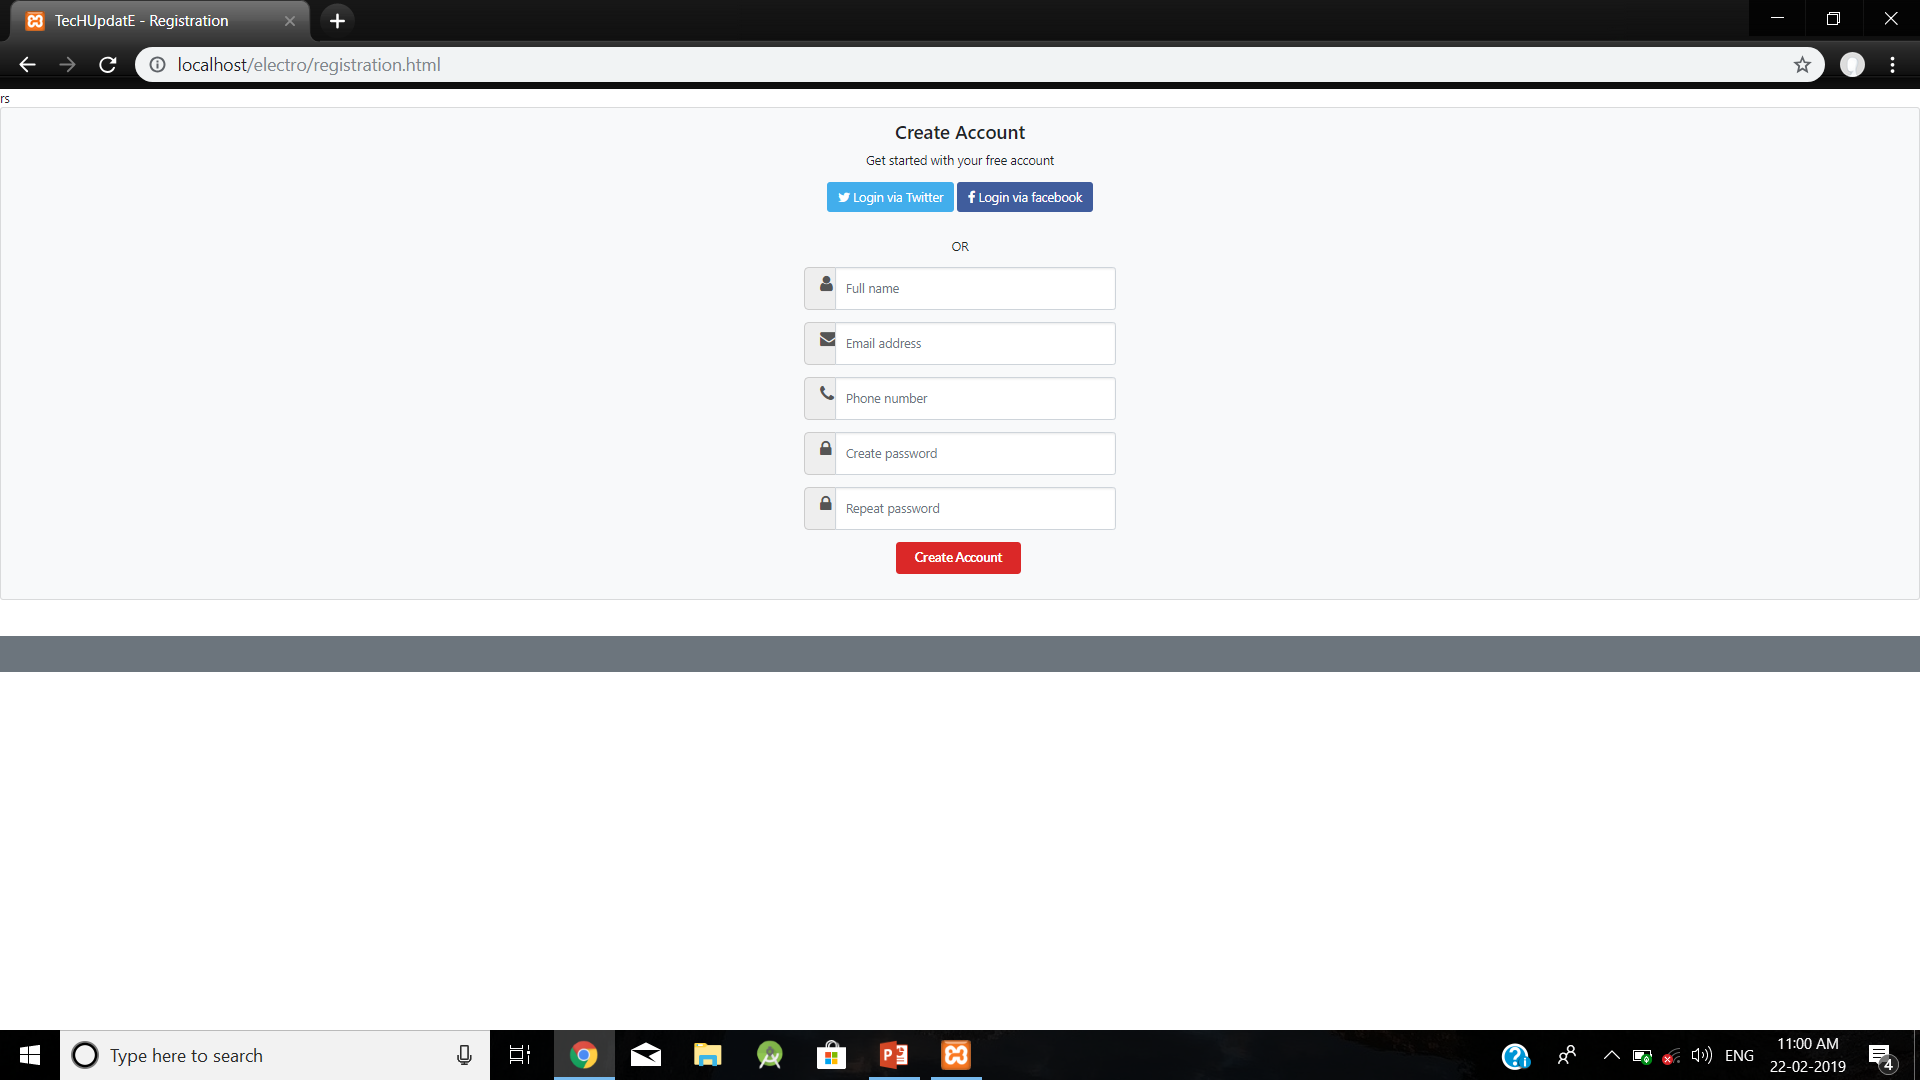 TecHUpdatE - Registration
localhost/electro/registration.html
rs
Create Account
Get started with your free account
Login via Twitter Login via facebook
OR
Full name
Email address
Phone number
Create password
Repeat password
Create Account
Type here to search
ENG
11:00 AM
22-02-2019
4